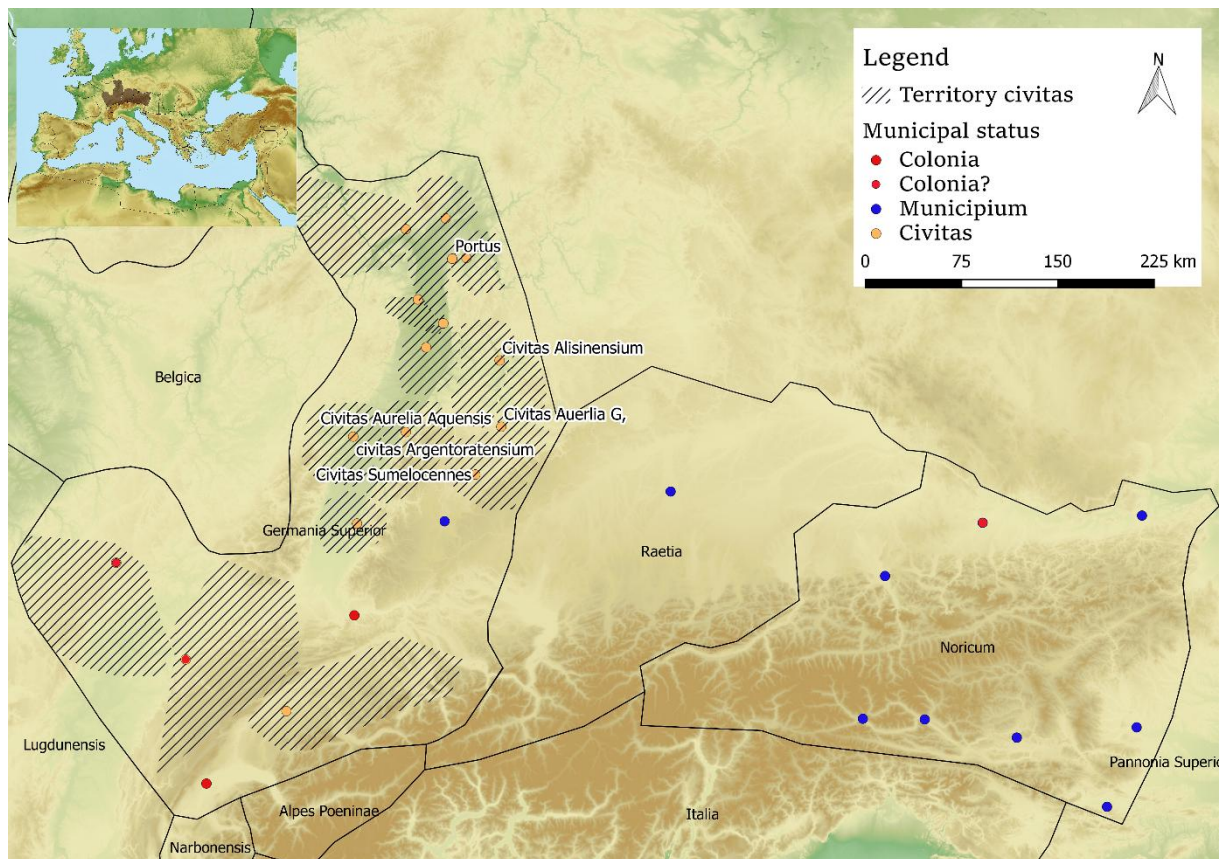 Legend
N
Territory civitas
Municipal status
Colonia
Colonia?
Municipium
Civitas
0 75 150 225 km
Portus
Civitas Alisinensium
Belgica
Civitas Aurelia Aquensis
Civitas Auerlia G,
civitas Argentoratensium
Civitas Sumelocennes
Germania Superior
Raetia
Noricum
Lugdunensis
Pannonia Superio
Alpes Poeninae
Italia
Narbonensis